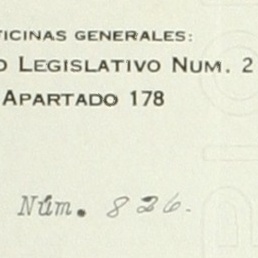 FICINAS GENERALES:
O LEGISLATIVO NUM. 2
APARTADO 178
Núm. 826.